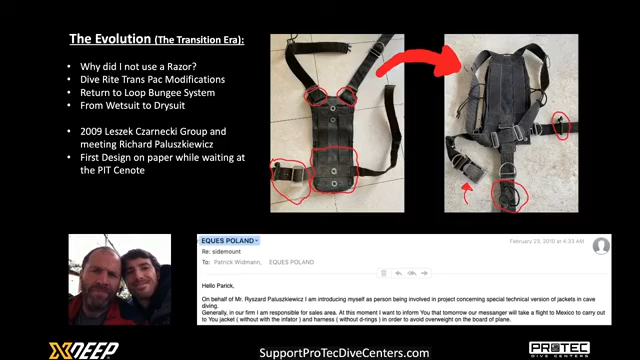 The Evolution (The Transition Era):
• Why did I not use a Razor?
• Dive Rite Trans Pac Modifications
• Return to Loop Bungee System
• From Wetsuit to Drysuit
• 2009 Leszek Czarnecki Group and
meeting Richard Paluszkiewicz
• First Design on paper while waiting at
the PIT Cenote
EQUES POLAND
February 23, 2010 at 4:33 AM
Re: sidemount
To: Patrick Widmann, EQUES POLAND
Hello Parick,
On behalf of Mr. Ryszard Paluszkiewicz I am introducing myself as person being involved in project concerning special technical version of jackets in cave
diving.
Generally, in our firm I am responsible for sales area. At this moment I want to inform You that tomorrow our messenger will take a flight to Mexico to carry out
to You jacket ( without with the inflator ) and harness ( without d-rings ) in order to avoid overweight on the board of plane.
XDEEP
SupportProTecDiveCenters.com
PROTEC
DIVE CENTERS